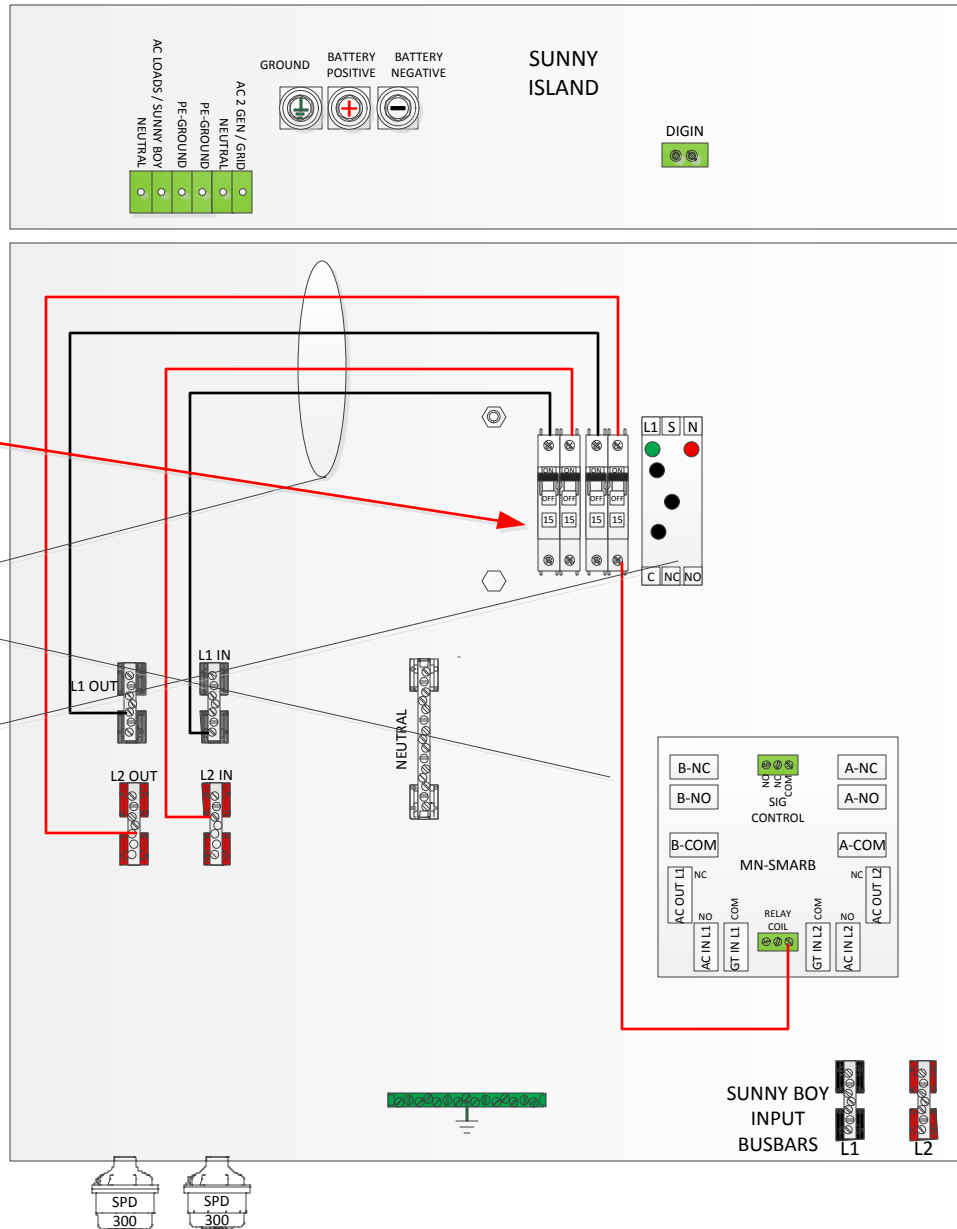 SUNNY
ISLAND
GROUND
BATTERY
POSITIVE
BATTERY
NEGATIVE
NEUTRAL
AC LOADS / SUNNY BOY
PE-GROUND
PE-GROUND
NEUTRAL
AC 2 GEN / GRID
DIGIN
L1 S N
ON
ON
ON
ON
OFF
OFF
OFF
OFF
15
15
15
15
C NC NO
L1 OUT
L1 IN
L2 OUT
L2 IN
NEUTRAL
B-NC
B-NO
B-COM
NO
NC
COM
SIG
CONTROL
A-NC
A-NO
A-COM
MN-SMARB
AC OUT L1
NC
NO
AC IN L1
COM
GT IN L1
RELAY
COIL
COM
GT IN L2
NO
AC IN L2
NC
AC OUT L2
SUNNY BOY
INPUT
BUSBARS
L1
L2
SPD
300
SPD
300